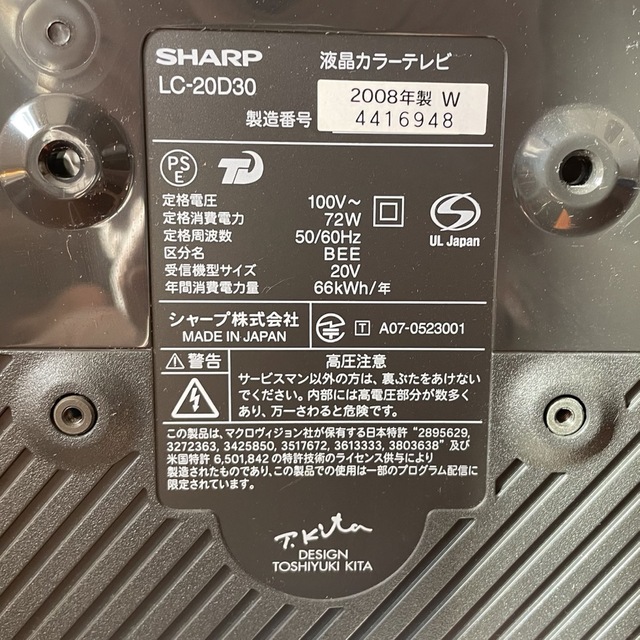 SHARP 液晶カラーテレビ
LC-20D30
2008年製 W
製造番号 4416948
PS
E
定格電圧 100V～
定格消費電力 72W
定格周波数 50/60Hz
区分名 BEE
受信機型サイズ 20V
年間消費電力量 66kWh/年
UL Japan
シャープ株式会社
MADE IN JAPAN
T A07-0523001
警告 高圧注意
サービスマン以外の方は、裏ぶたをあけない
でください。内部には高電圧部分が数多く
あり、万一さわると危険です。
この製品は、マクロヴィジョン社が保有する日本特許 "2895629,
3272363, 3425850, 3517672, 3613333, 3803638" 及び
米国特許 6,501,842 の特許技術のライセンス供与により
製造されたものであり、この製品での使用は一部のプログラム配信に
限定されます。
T.Kita
DESIGN
TOSHIYUKI KITA